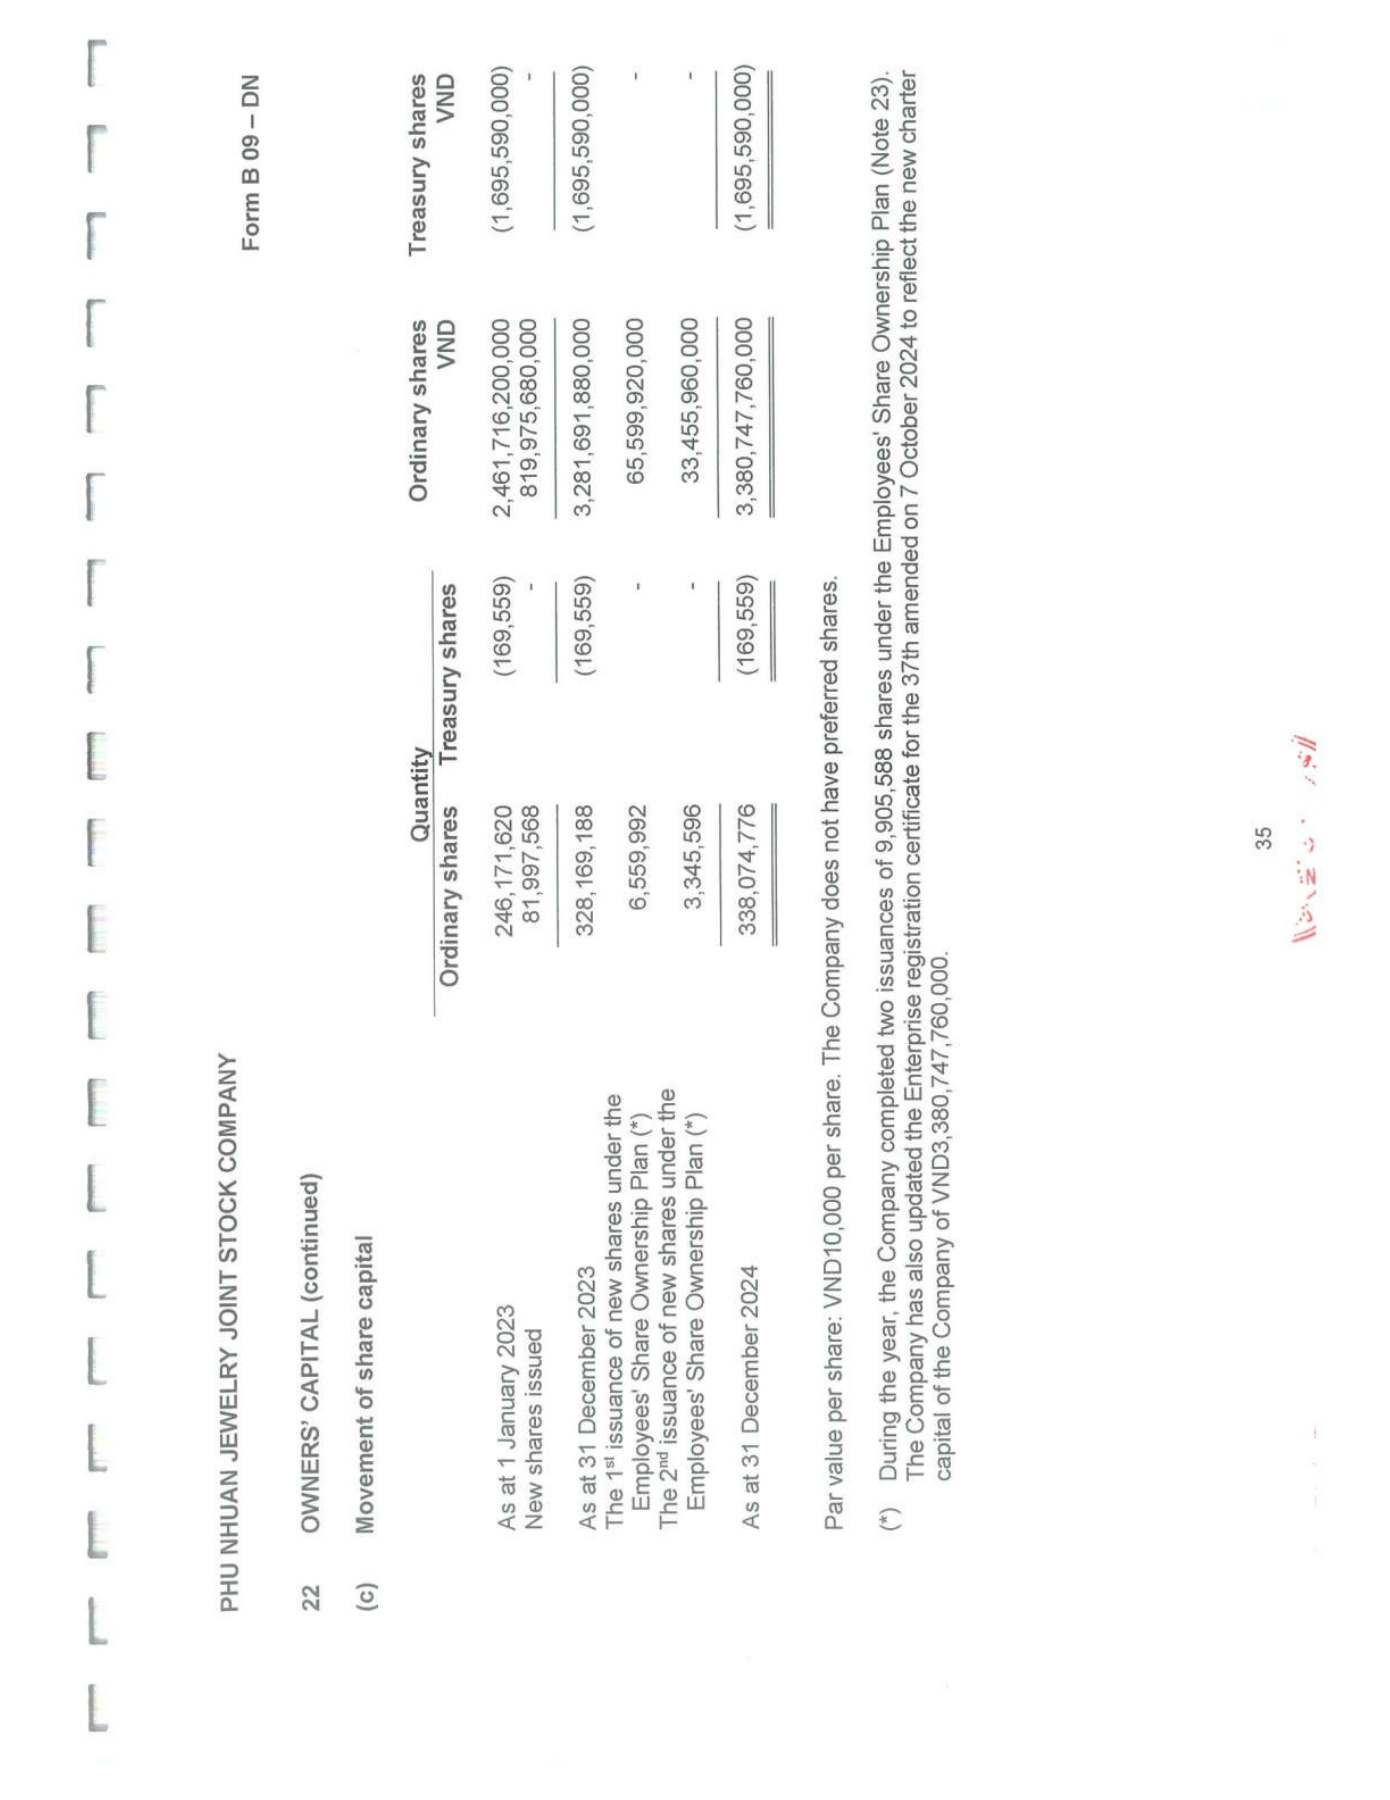 PHU NHUAN JEWELRY JOINT STOCK COMPANY
Form B 09 – DN
22 OWNERS' CAPITAL (continued)
(c) Movement of share capital
Quantity
Ordinary shares Treasury shares Ordinary shares Treasury shares
VND VND
As at 1 January 2023 246,171,620 (169,559) 2,461,716,200,000 (1,695,590,000)
New shares issued 81,997,568 - 819,975,680,000 -
As at 31 December 2023 328,169,188 (169,559) 3,281,691,880,000 (1,695,590,000)
The 1st issuance of new shares under the
Employees' Share Ownership Plan (*) 6,559,992 - 65,599,920,000 -
The 2nd issuance of new shares under the
Employees' Share Ownership Plan (*) 3,345,596 - 33,455,960,000 -
As at 31 December 2024 338,074,776 (169,559) 3,380,747,760,000 (1,695,590,000)
Par value per share: VND10,000 per share. The Company does not have preferred shares.
(*) During the year, the Company completed two issuances of 9,905,588 shares under the Employees' Share Ownership Plan (Note 23).
The Company has also updated the Enterprise registration certificate for the 37th amended on 7 October 2024 to reflect the new charter
capital of the Company of VND3,380,747,760,000.
35